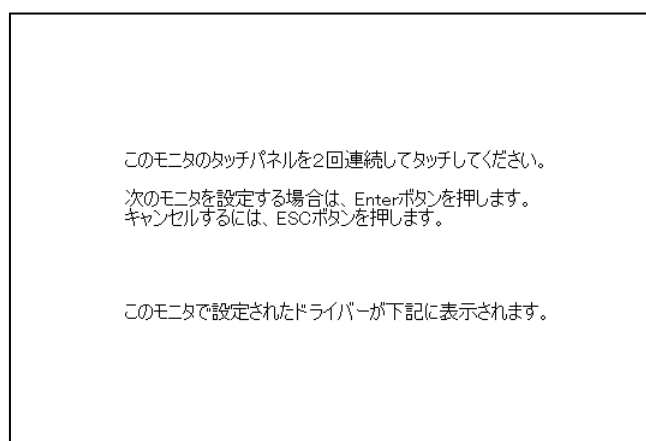 このモニタのタッチパネルを2回連続してタッチしてください。
次のモニタを設定する場合は、Enterボタンを押します。
キャンセルするには、ESCボタンを押します。
このモニタで設定されたドライバーが下記に表示されます。